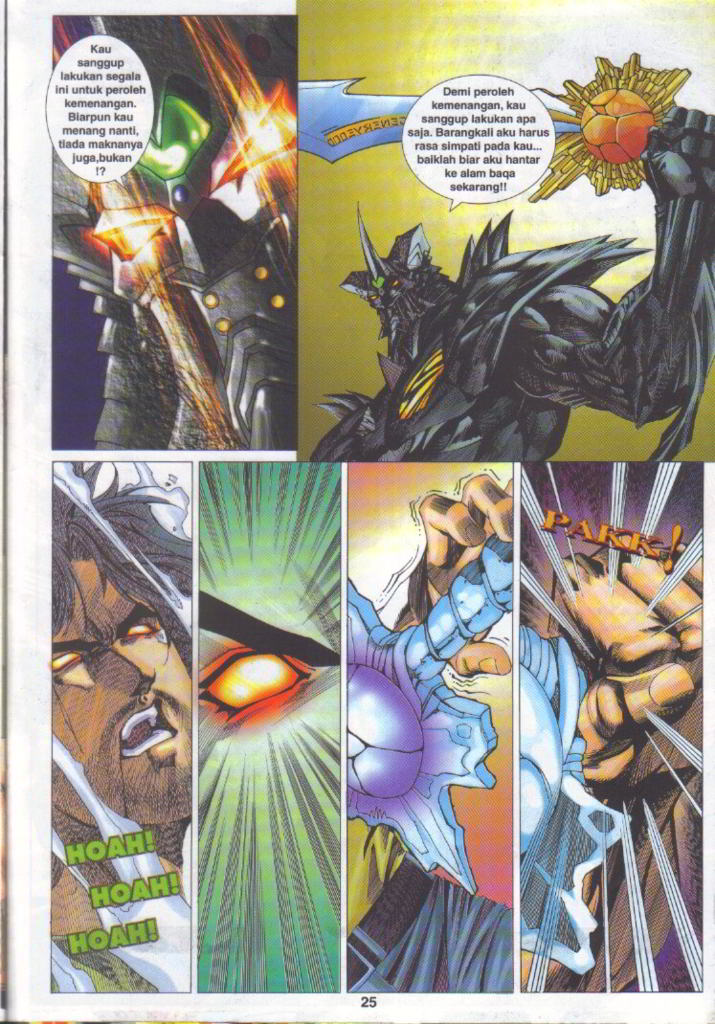 Kau
sanggup
lakukan segala
ini untuk peroleh
kemenangan.
Biarpun kau
menang nanti,
tiada maknanya
juga,bukan
!?
Demi peroleh
kemenangan, kau
sanggup lakukan apa
saja. Barangkali aku harus
rasa simpati pada kau...
baiklah biar aku hantar
ke alam baqa
sekarang!!
HOAH!
HOAH!
HOAH!
PAKK!
25